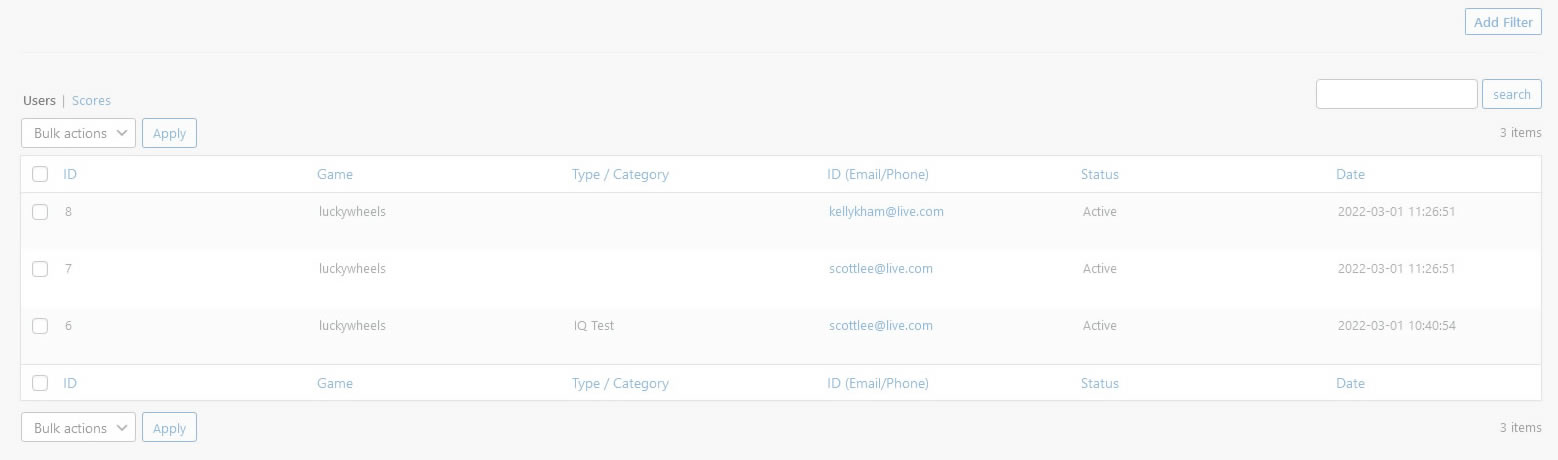 Add Filter
Users | Scores
search
Bulk actions Apply 3 items
ID Game Type / Category ID (Email/Phone) Status Date
8 luckywheels kellykham@live.com Active 2022-03-01 11:26:51
7 luckywheels scottlee@live.com Active 2022-03-01 11:26:51
6 luckywheels IQ Test scottlee@live.com Active 2022-03-01 10:40:54
ID Game Type / Category ID (Email/Phone) Status Date
Bulk actions Apply 3 items